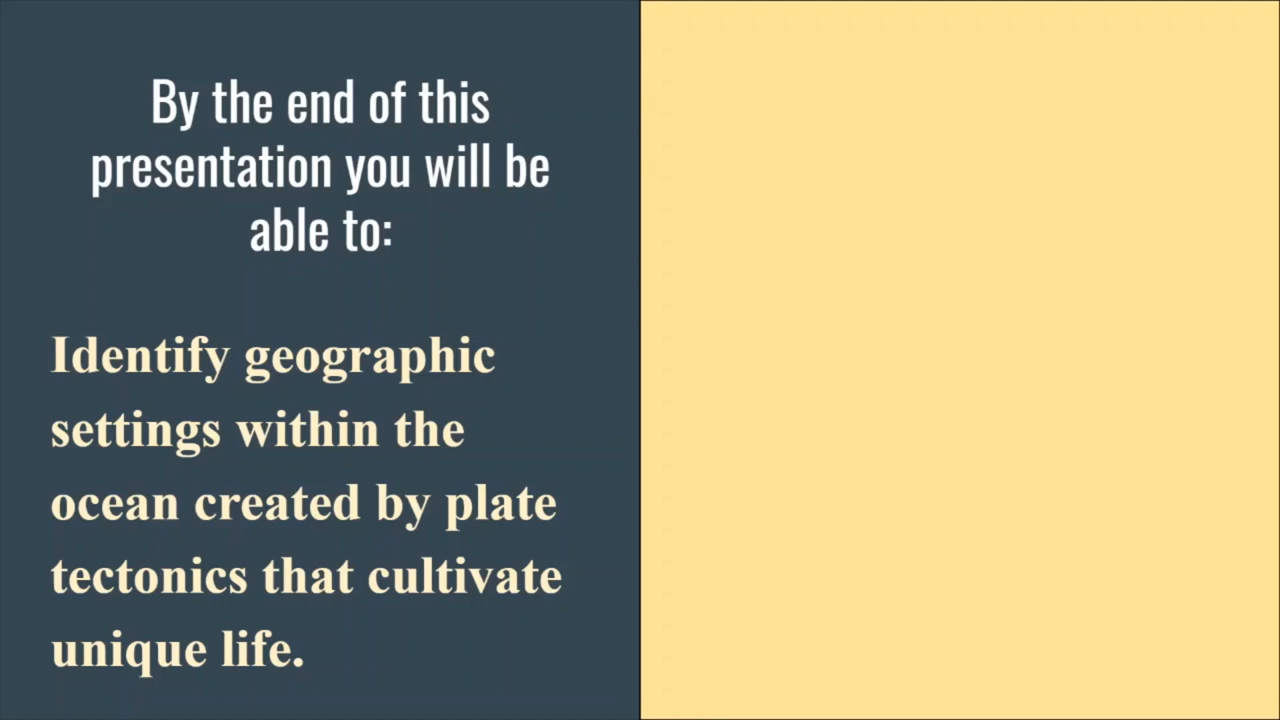 By the end of this
presentation you will be
able to:
Identify geographic
settings within the
ocean created by plate
tectonics that cultivate
unique life.